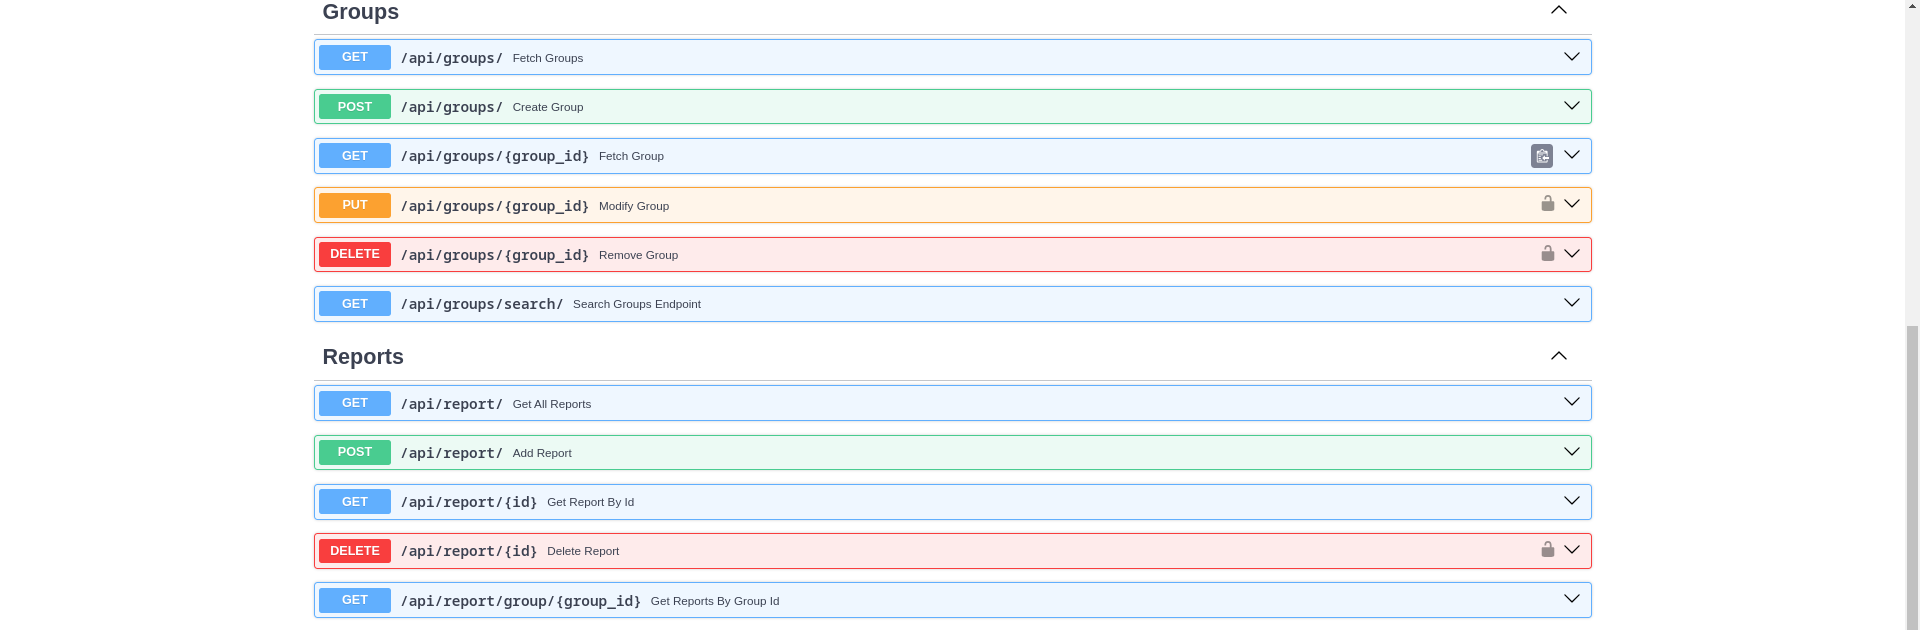 Groups
GET /api/groups/ Fetch Groups
POST /api/groups/ Create Group
GET /api/groups/{group_id} Fetch Group
PUT /api/groups/{group_id} Modify Group
DELETE /api/groups/{group_id} Remove Group
GET /api/groups/search/ Search Groups Endpoint
Reports
GET /api/report/ Get All Reports
POST /api/report/ Add Report
GET /api/report/{id} Get Report By Id
DELETE /api/report/{id} Delete Report
GET /api/report/group/{group_id} Get Reports By Group Id